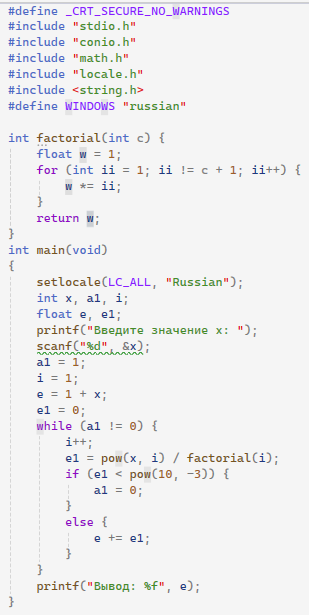 #define _CRT_SECURE_NO_WARNINGS
#include "stdio.h"
#include "conio.h"
#include "math.h"
#include "locale.h"
#include <string.h>
#define WINDOWS "russian"

int factorial(int c) {
    float w = 1;
    for (int ii = 1; ii != c + 1; ii++) {
        w *= ii;
    }
    return w;
}
int main(void)
{
    setlocale(LC_ALL, "Russian");
    int x, a1, i;
    float e, e1;
    printf("Введите значение x: ");
    scanf("%d", &x);
    a1 = 1;
    i = 1;
    e = 1 + x;
    e1 = 0;
    while (a1 != 0) {
        i++;
        e1 = pow(x, i) / factorial(i);
        if (e1 < pow(10, -3)) {
            a1 = 0;
        }
        else {
            e += e1;
        }
    }
    printf("Вывод: %f", e);
}